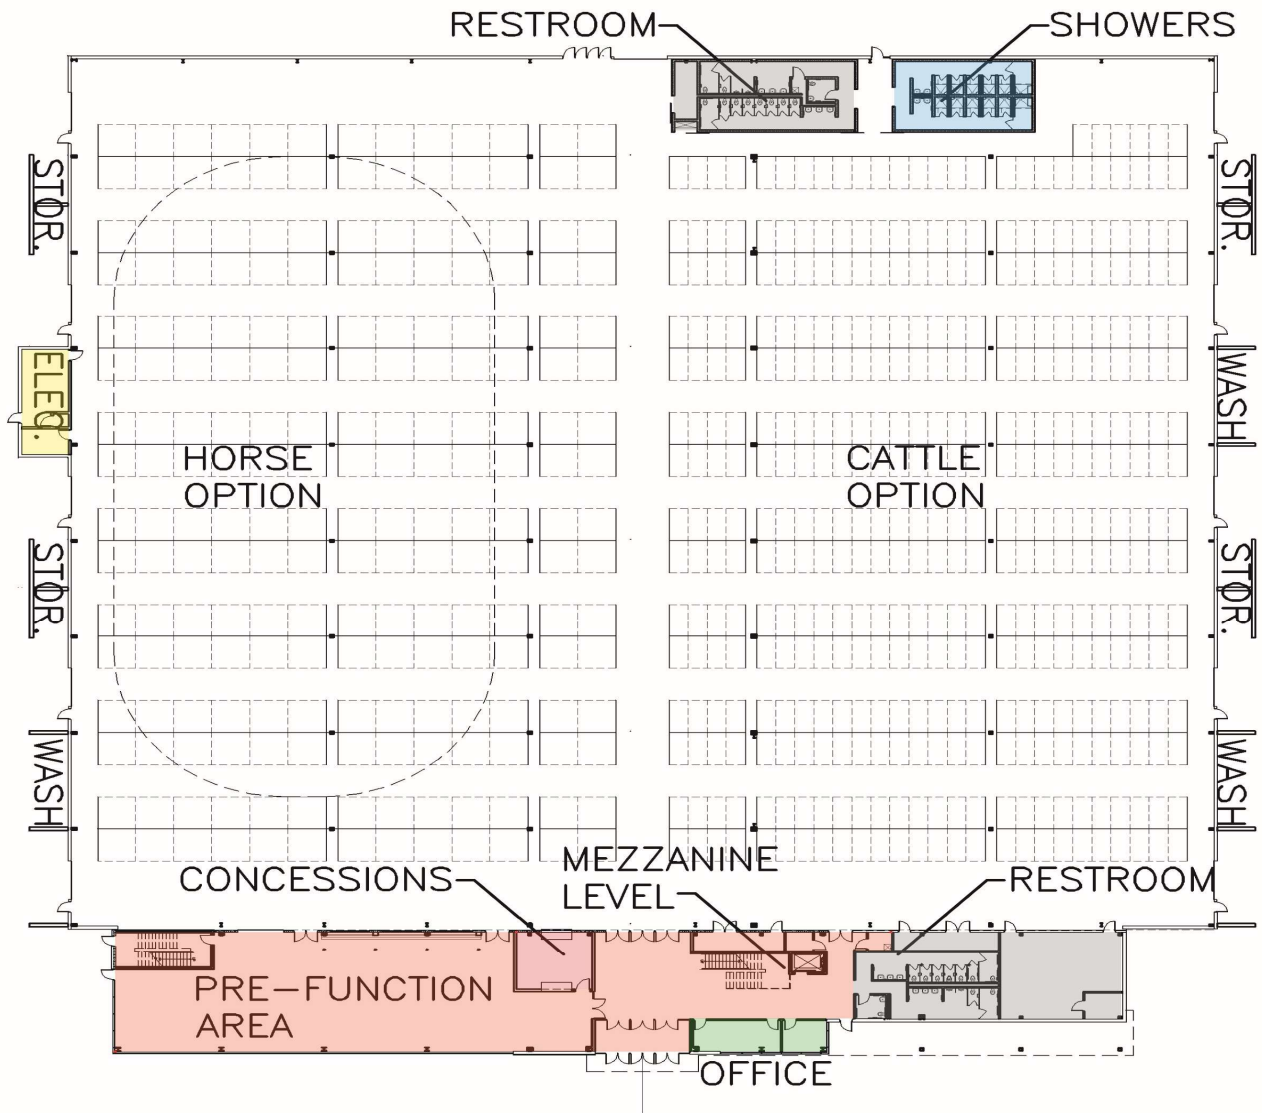 RESTROOM
SHOWERS
STOR.
STOR.
ELEC.
WASH
HORSE
OPTION
CATTLE
OPTION
STOR.
STOR.
WASH
WASH
MEZZANINE
LEVEL
CONCESSIONS
RESTROOM
PRE-FUNCTION
AREA
OFFICE